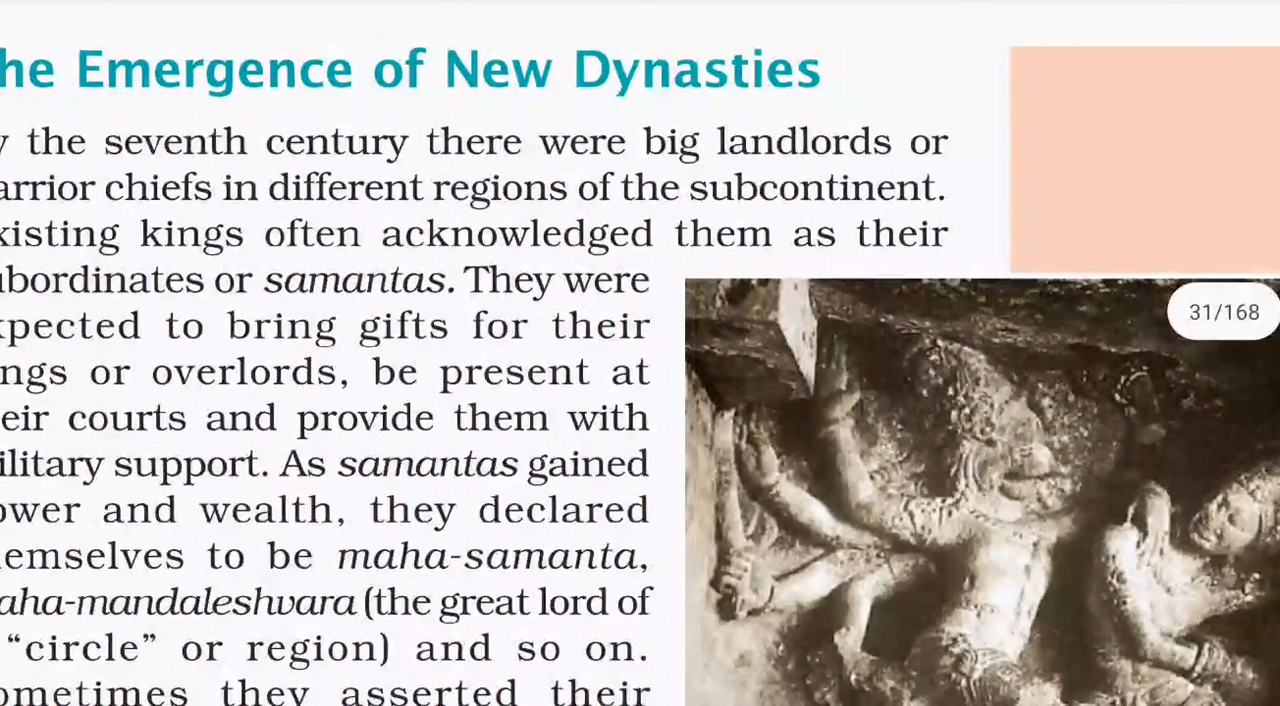 he Emergence of New Dynasties
y the seventh century there were big landlords or
arrior chiefs in different regions of the subcontinent.
xisting kings often acknowledged them as their
ubordinates or samantas. They were
xpected to bring gifts for their
ngs or overlords, be present at
eir courts and provide them with
ilitary support. As samantas gained
ower and wealth, they declared
emselves to be maha-samanta,
aha-mandaleshvara (the great lord of
“circle” or region) and so on.
ometimes they asserted their
31/168